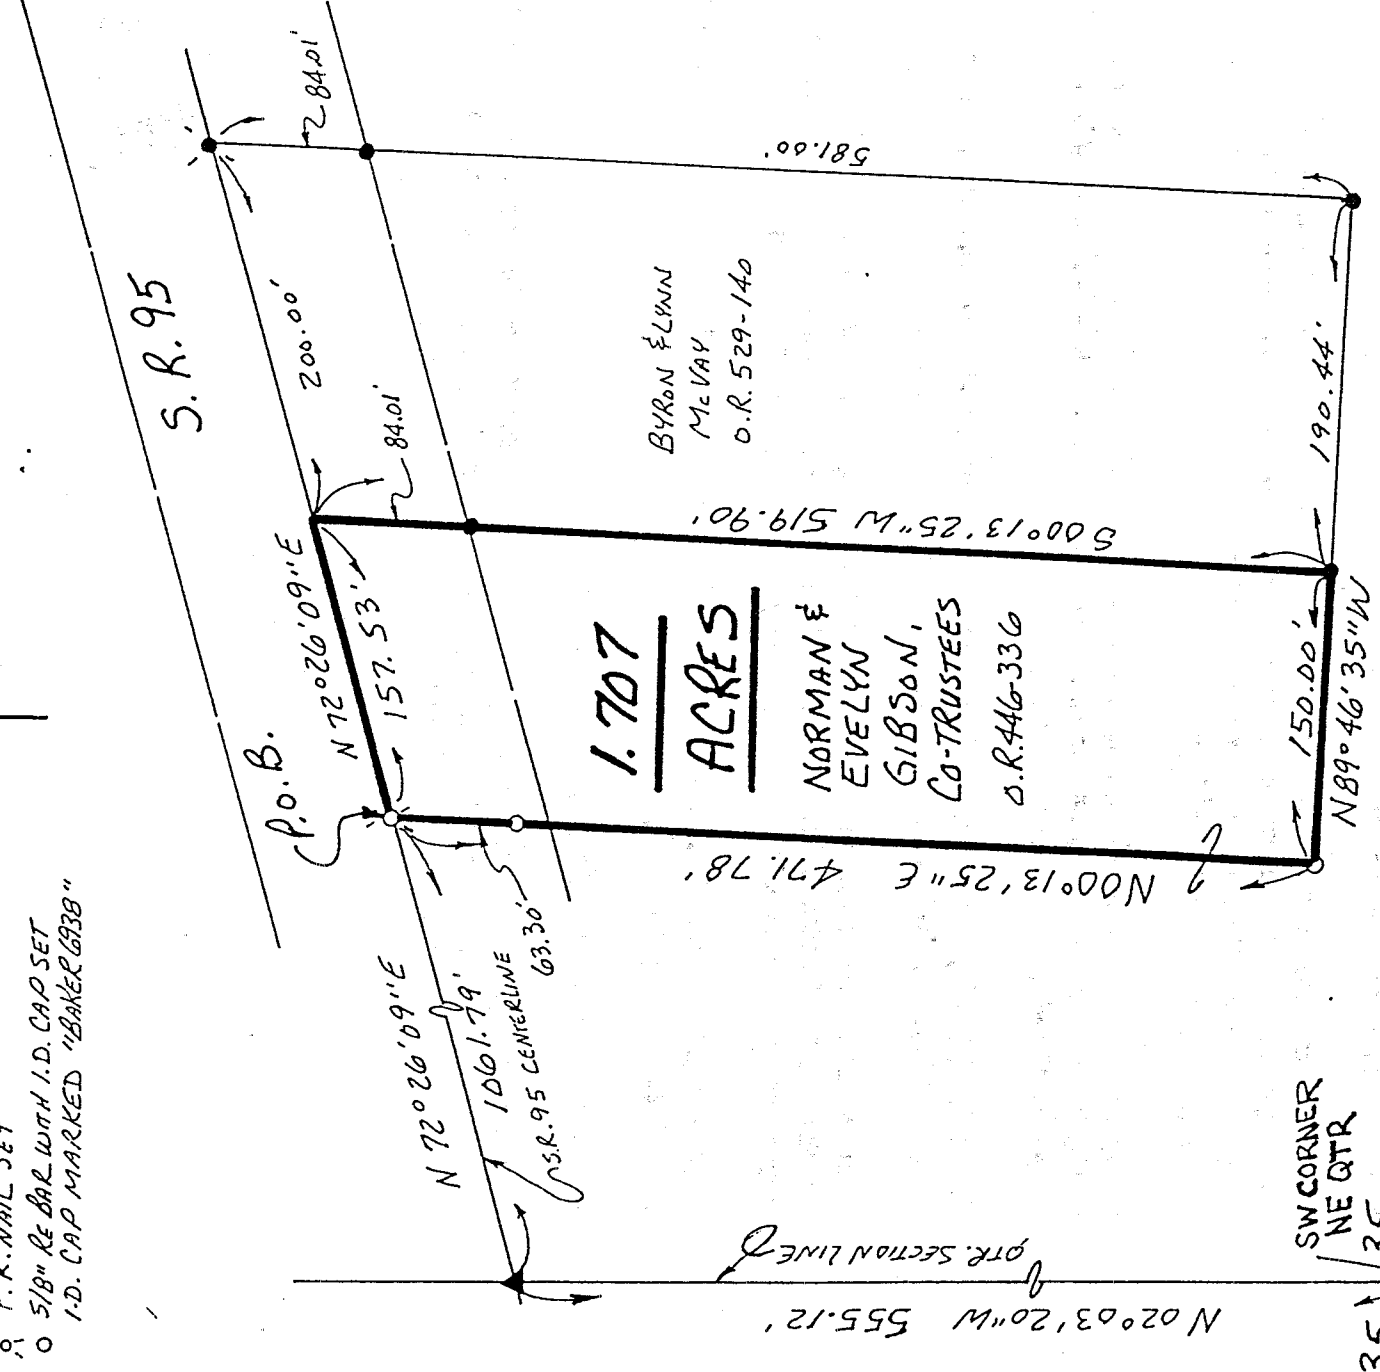 P.K. NAIL SET
5/8" RE BAR WITH I.D. CAP SET
I.D. CAP MARKED "BAKER 6938"
S.R. 95
84.01'
200.00'
84.01'
581.00'
P.O.B.
N 72° 26' 09" E
157.53'
BYRON & LYNN
McVAY
O.R. 529-140
S 00° 13' 25" W 519.90'
1.707
ACRES
NORMAN &
EVELYN
GIBSON,
CO-TRUSTEES
O.R. 446-336
N 00° 13' 25" E 471.78'
63.30'
N 72° 26' 09" E
1061.79'
S.R. 95 CENTERLINE
190.44'
150.00'
N 89° 46' 35" W
QTR. SECTION LINE
N 02° 03' 20" W 555.12'
SW CORNER
NE QTR
35
35